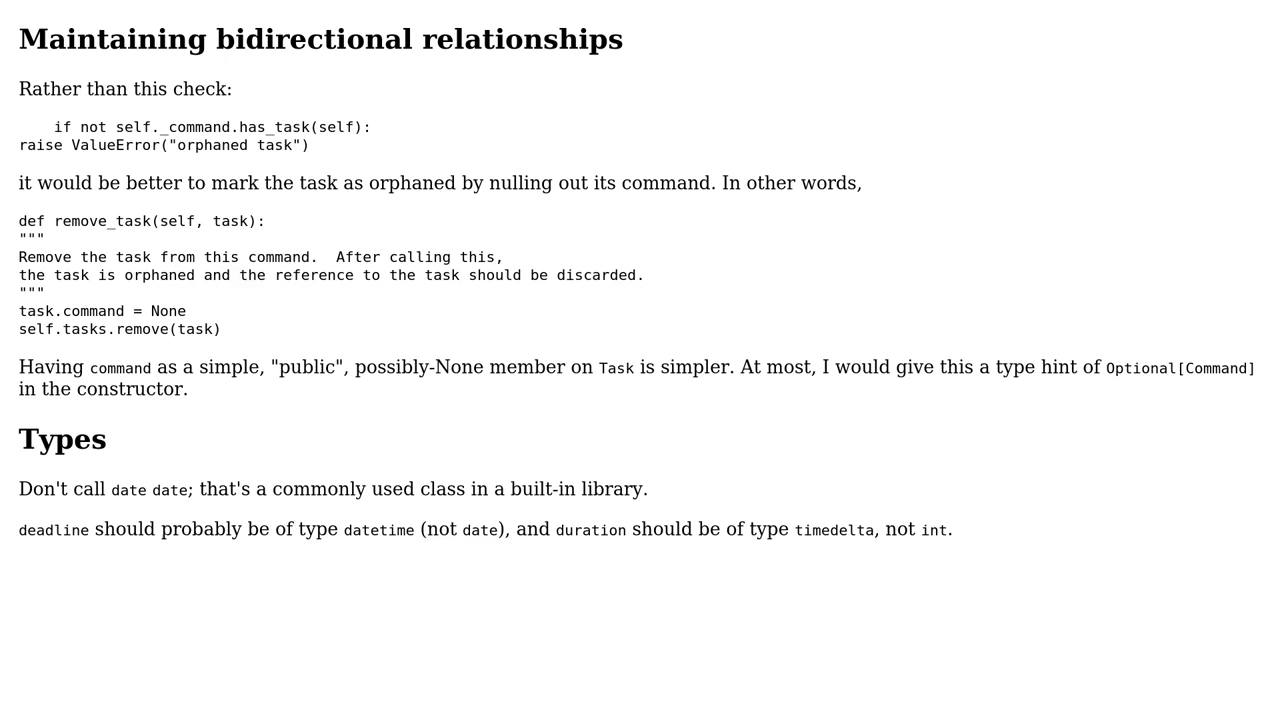 Maintaining bidirectional relationships
Rather than this check:
    if not self._command.has_task(self):
raise ValueError("orphaned task")
it would be better to mark the task as orphaned by nulling out its command. In other words,
def remove_task(self, task):
"""
Remove the task from this command.  After calling this,
the task is orphaned and the reference to the task should be discarded.
"""
task.command = None
self.tasks.remove(task)
Having command as a simple, "public", possibly-None member on Task is simpler. At most, I would give this a type hint of Optional[Command]
in the constructor.
Types
Don't call date date; that's a commonly used class in a built-in library.
deadline should probably be of type datetime (not date), and duration should be of type timedelta, not int.